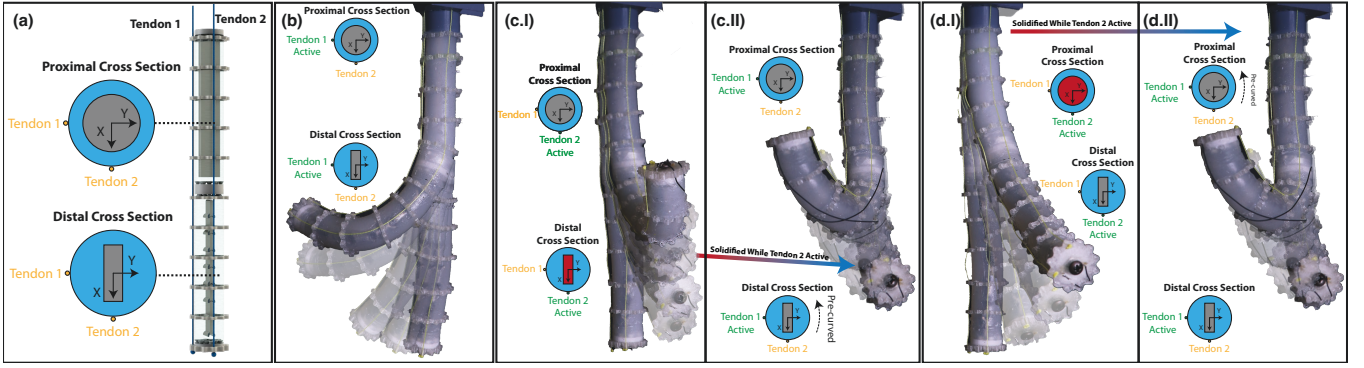 (a)
Tendon 1
Tendon 2
Proximal Cross Section
Y
X
Tendon 1
Tendon 2
Distal Cross Section
Y
X
Tendon 1
Tendon 2
(b)
Proximal Cross Section
Tendon 1
Active
Y
X
Tendon 2
Distal Cross Section
Tendon 1
Active
Y
X
Tendon 2
(c.I)
Proximal
Cross Section
Tendon 1
Y
X
Tendon 2
Active
Distal
Cross Section
Tendon 1
Y
X
Tendon 2
Active
Solidified While Tendon 2 Active
(c.II)
Proximal Cross Section
Tendon 1
Active
Y
X
Tendon 2
Distal Cross Section
Tendon 1
Active
Y
X
Tendon 2
Pre-curved
(d.I)
Solidified While Tendon 2 Active
Proximal
Cross Section
Tendon 1
Y
X
Tendon 2
Active
Distal
Cross Section
Tendon 1
Y
X
Tendon 2
Active
(d.II)
Proximal
Cross Section
Tendon 1
Active
Y
X
Tendon 2
Pre-curved
Distal Cross Section
Tendon 1
Active
Y
X
Tendon 2